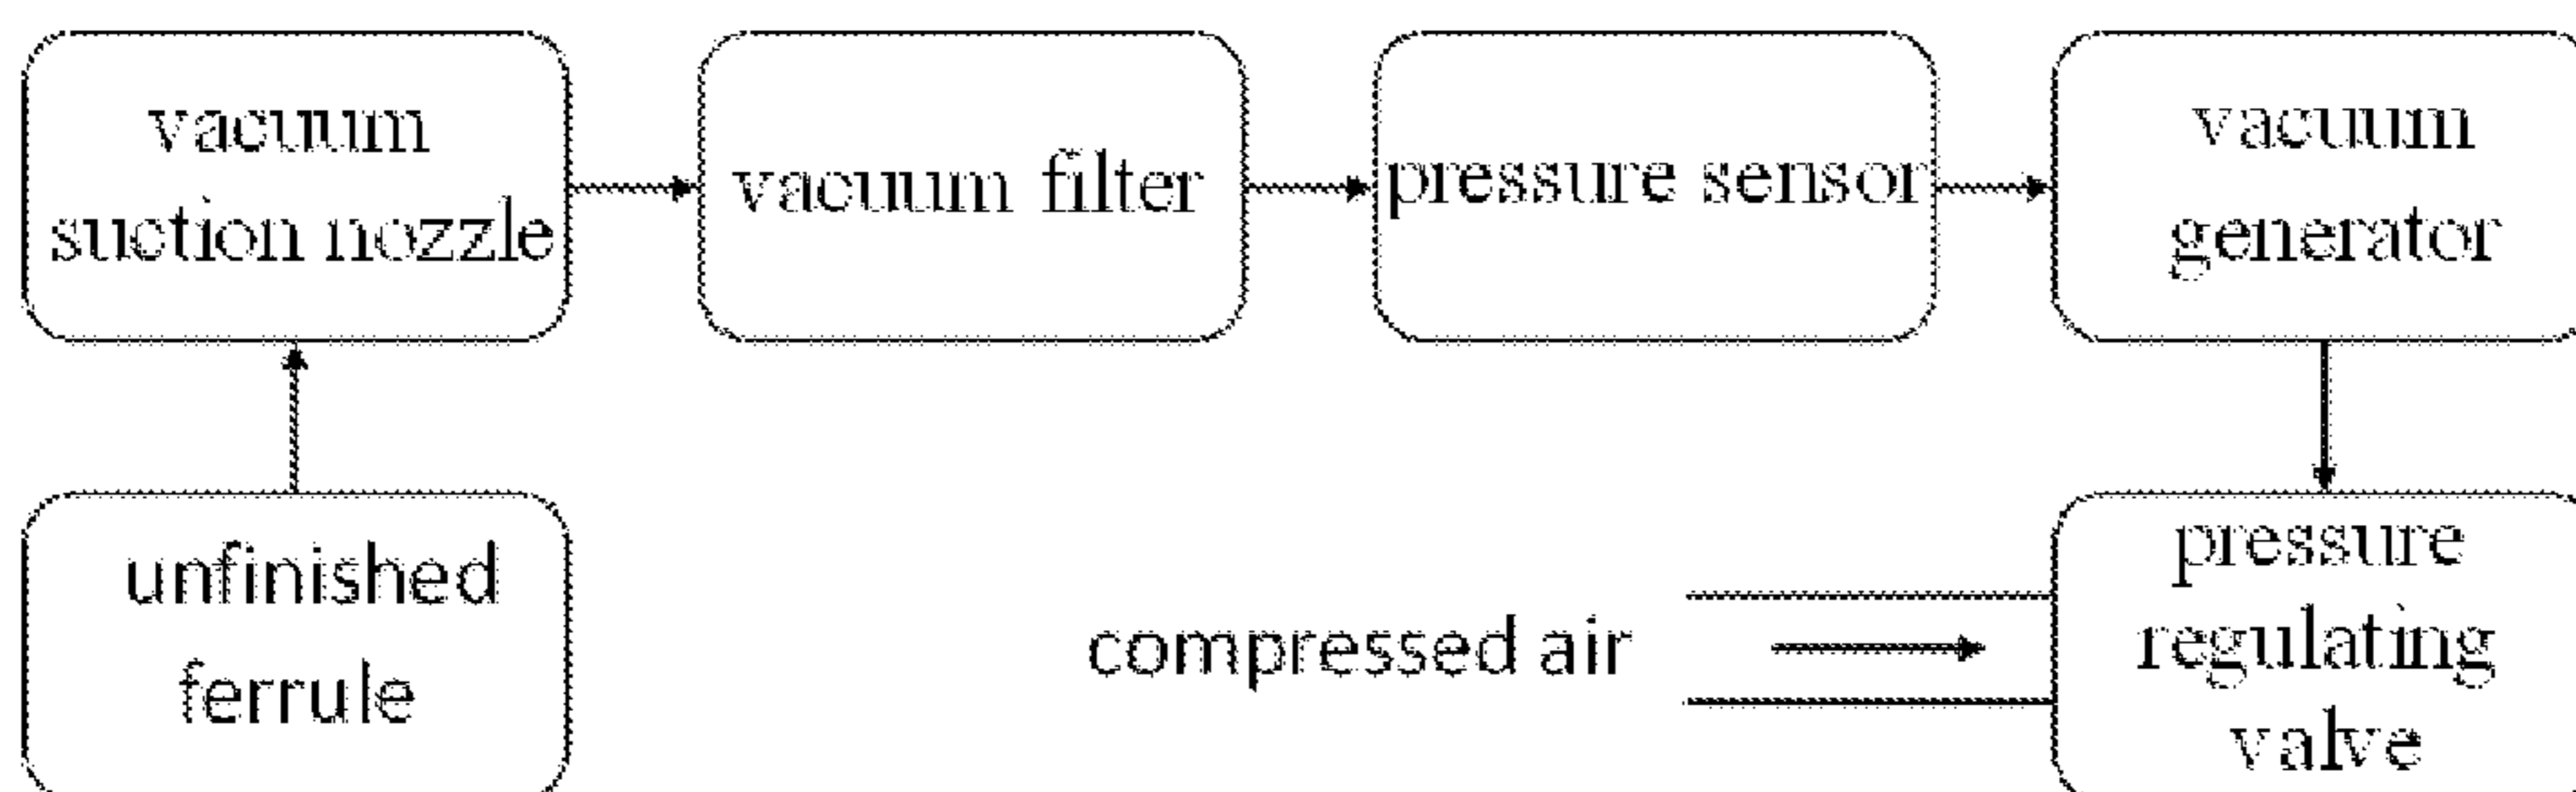 vacuum
suction nozzle
vacuum filter
pressure sensor
vacuum
generator
unfinished
ferrule
compressed air
pressure
regulating
valve